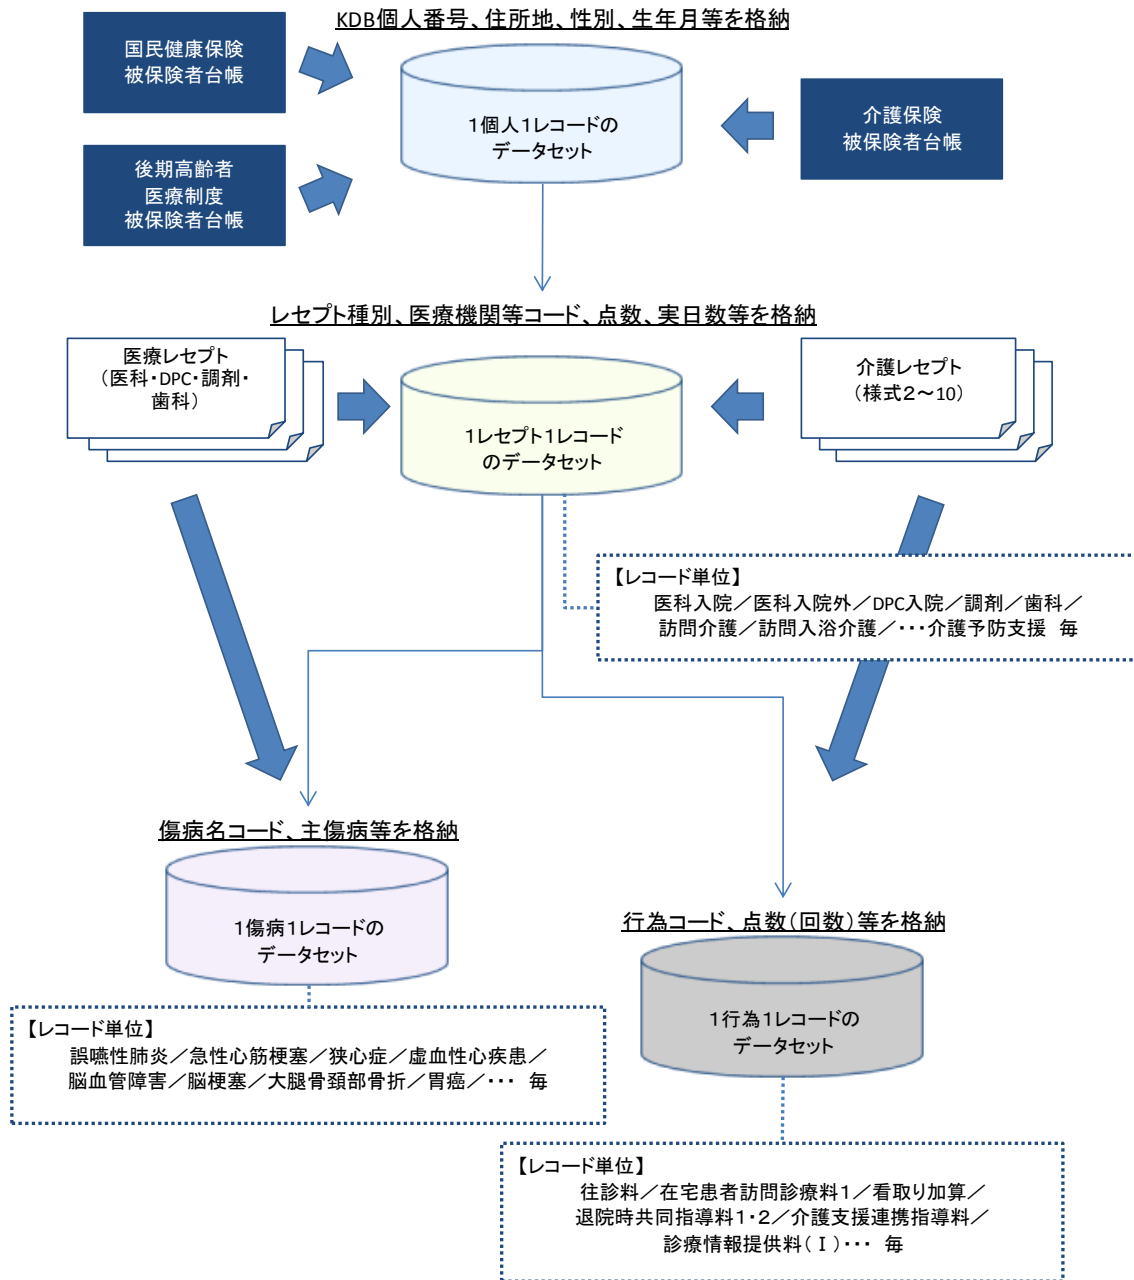 KDB個人番号、住所地、性別、生年月等を格納
国民健康保険
被保険者台帳
1個人1レコードの
データセット
介護保険
被保険者台帳
後期高齢者
医療制度
被保険者台帳
レセプト種別、医療機関等コード、点数、実日数等を格納
医療レセプト
(医科・DPC・調剤・
歯科)
1レセプト1レコード
のデータセット
介護レセプト
(様式2～10)
【レコード単位】
医科入院／医科入院外／DPC入院／調剤／歯科／
訪問介護／訪問入浴介護／・・・介護予防支援 毎
傷病名コード、主傷病等を格納
1傷病1レコードの
データセット
【レコード単位】
誤嚥性肺炎／急性心筋梗塞／狭心症／虚血性心疾患／
脳血管障害／脳梗塞／大腿骨頚部骨折／胃癌／・・・ 毎
行為コード、点数(回数)等を格納
1行為1レコードの
データセット
【レコード単位】
往診料／在宅患者訪問診療料1／看取り加算／
退院時共同指導料1・2／介護支援連携指導料／
診療情報提供料(Ⅰ)・・・ 毎